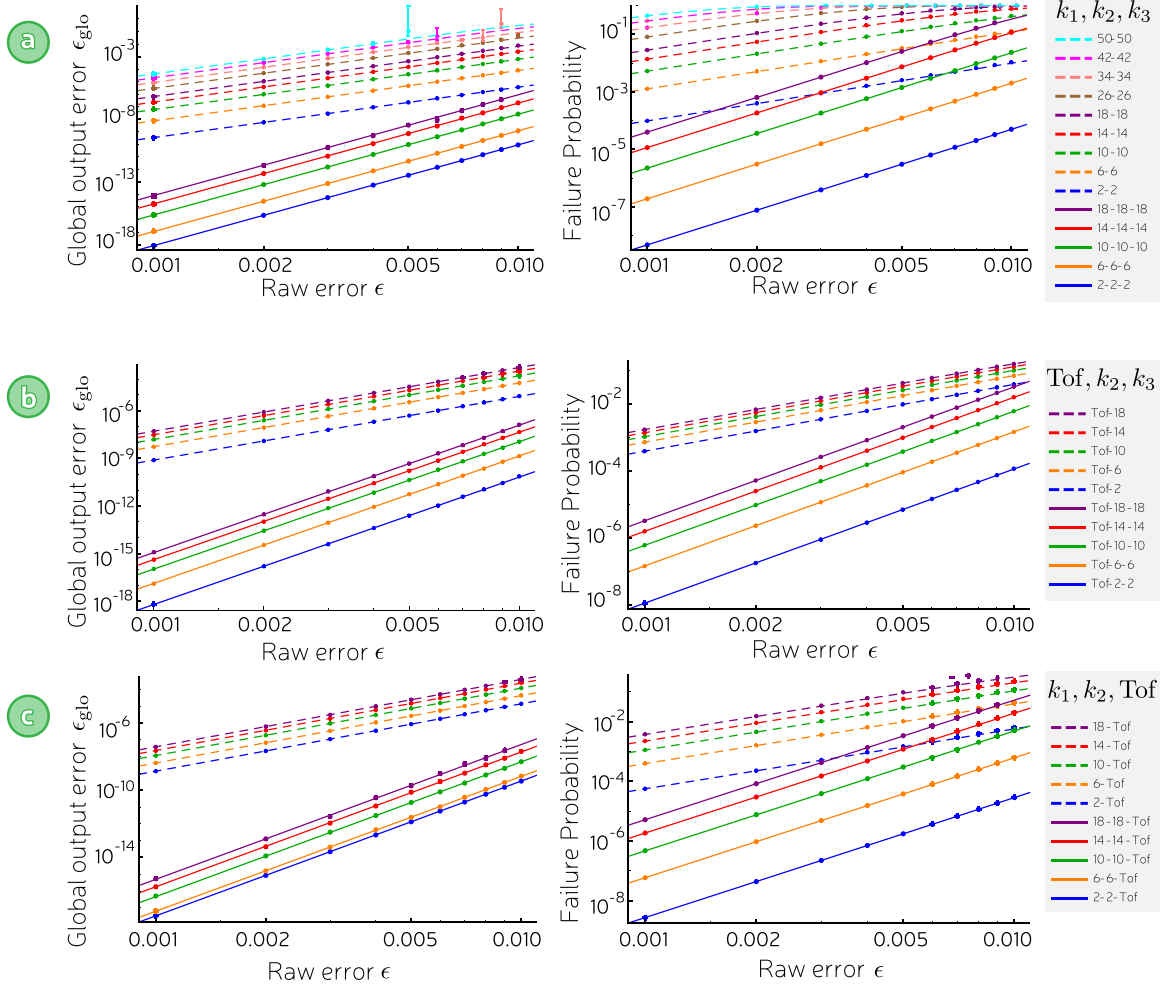 a
Global output error ϵglo
10-3
10-8
10-13
10-18
0.001
0.002
0.005
0.010
Raw error ϵ
Failure Probability
10-1
10-3
10-5
10-7
0.001
0.002
0.005
0.010
Raw error ϵ
k1, k2, k3
50-50
42-42
34-34
26-26
18-18
14-14
10-10
6-6
2-2
18-18-18
14-14-14
10-10-10
6-6-6
2-2-2
b
Global output error ϵglo
10-6
10-9
10-12
10-15
10-18
0.001
0.002
0.005
0.010
Raw error ϵ
Failure Probability
10-2
10-4
10-6
10-8
0.001
0.002
0.005
0.010
Raw error ϵ
Tof, k2, k3
Tof-18
Tof-14
Tof-10
Tof-6
Tof-2
Tof-18-18
Tof-14-14
Tof-10-10
Tof-6-6
Tof-2-2
c
Global output error ϵglo
10-6
10-10
10-14
0.001
0.002
0.005
0.010
Raw error ϵ
Failure Probability
10-2
10-4
10-6
10-8
0.001
0.002
0.005
0.010
Raw error ϵ
k1, k2, Tof
18-Tof
14-Tof
10-Tof
6-Tof
2-Tof
18-18-Tof
14-14-Tof
10-10-Tof
6-6-Tof
2-2-Tof